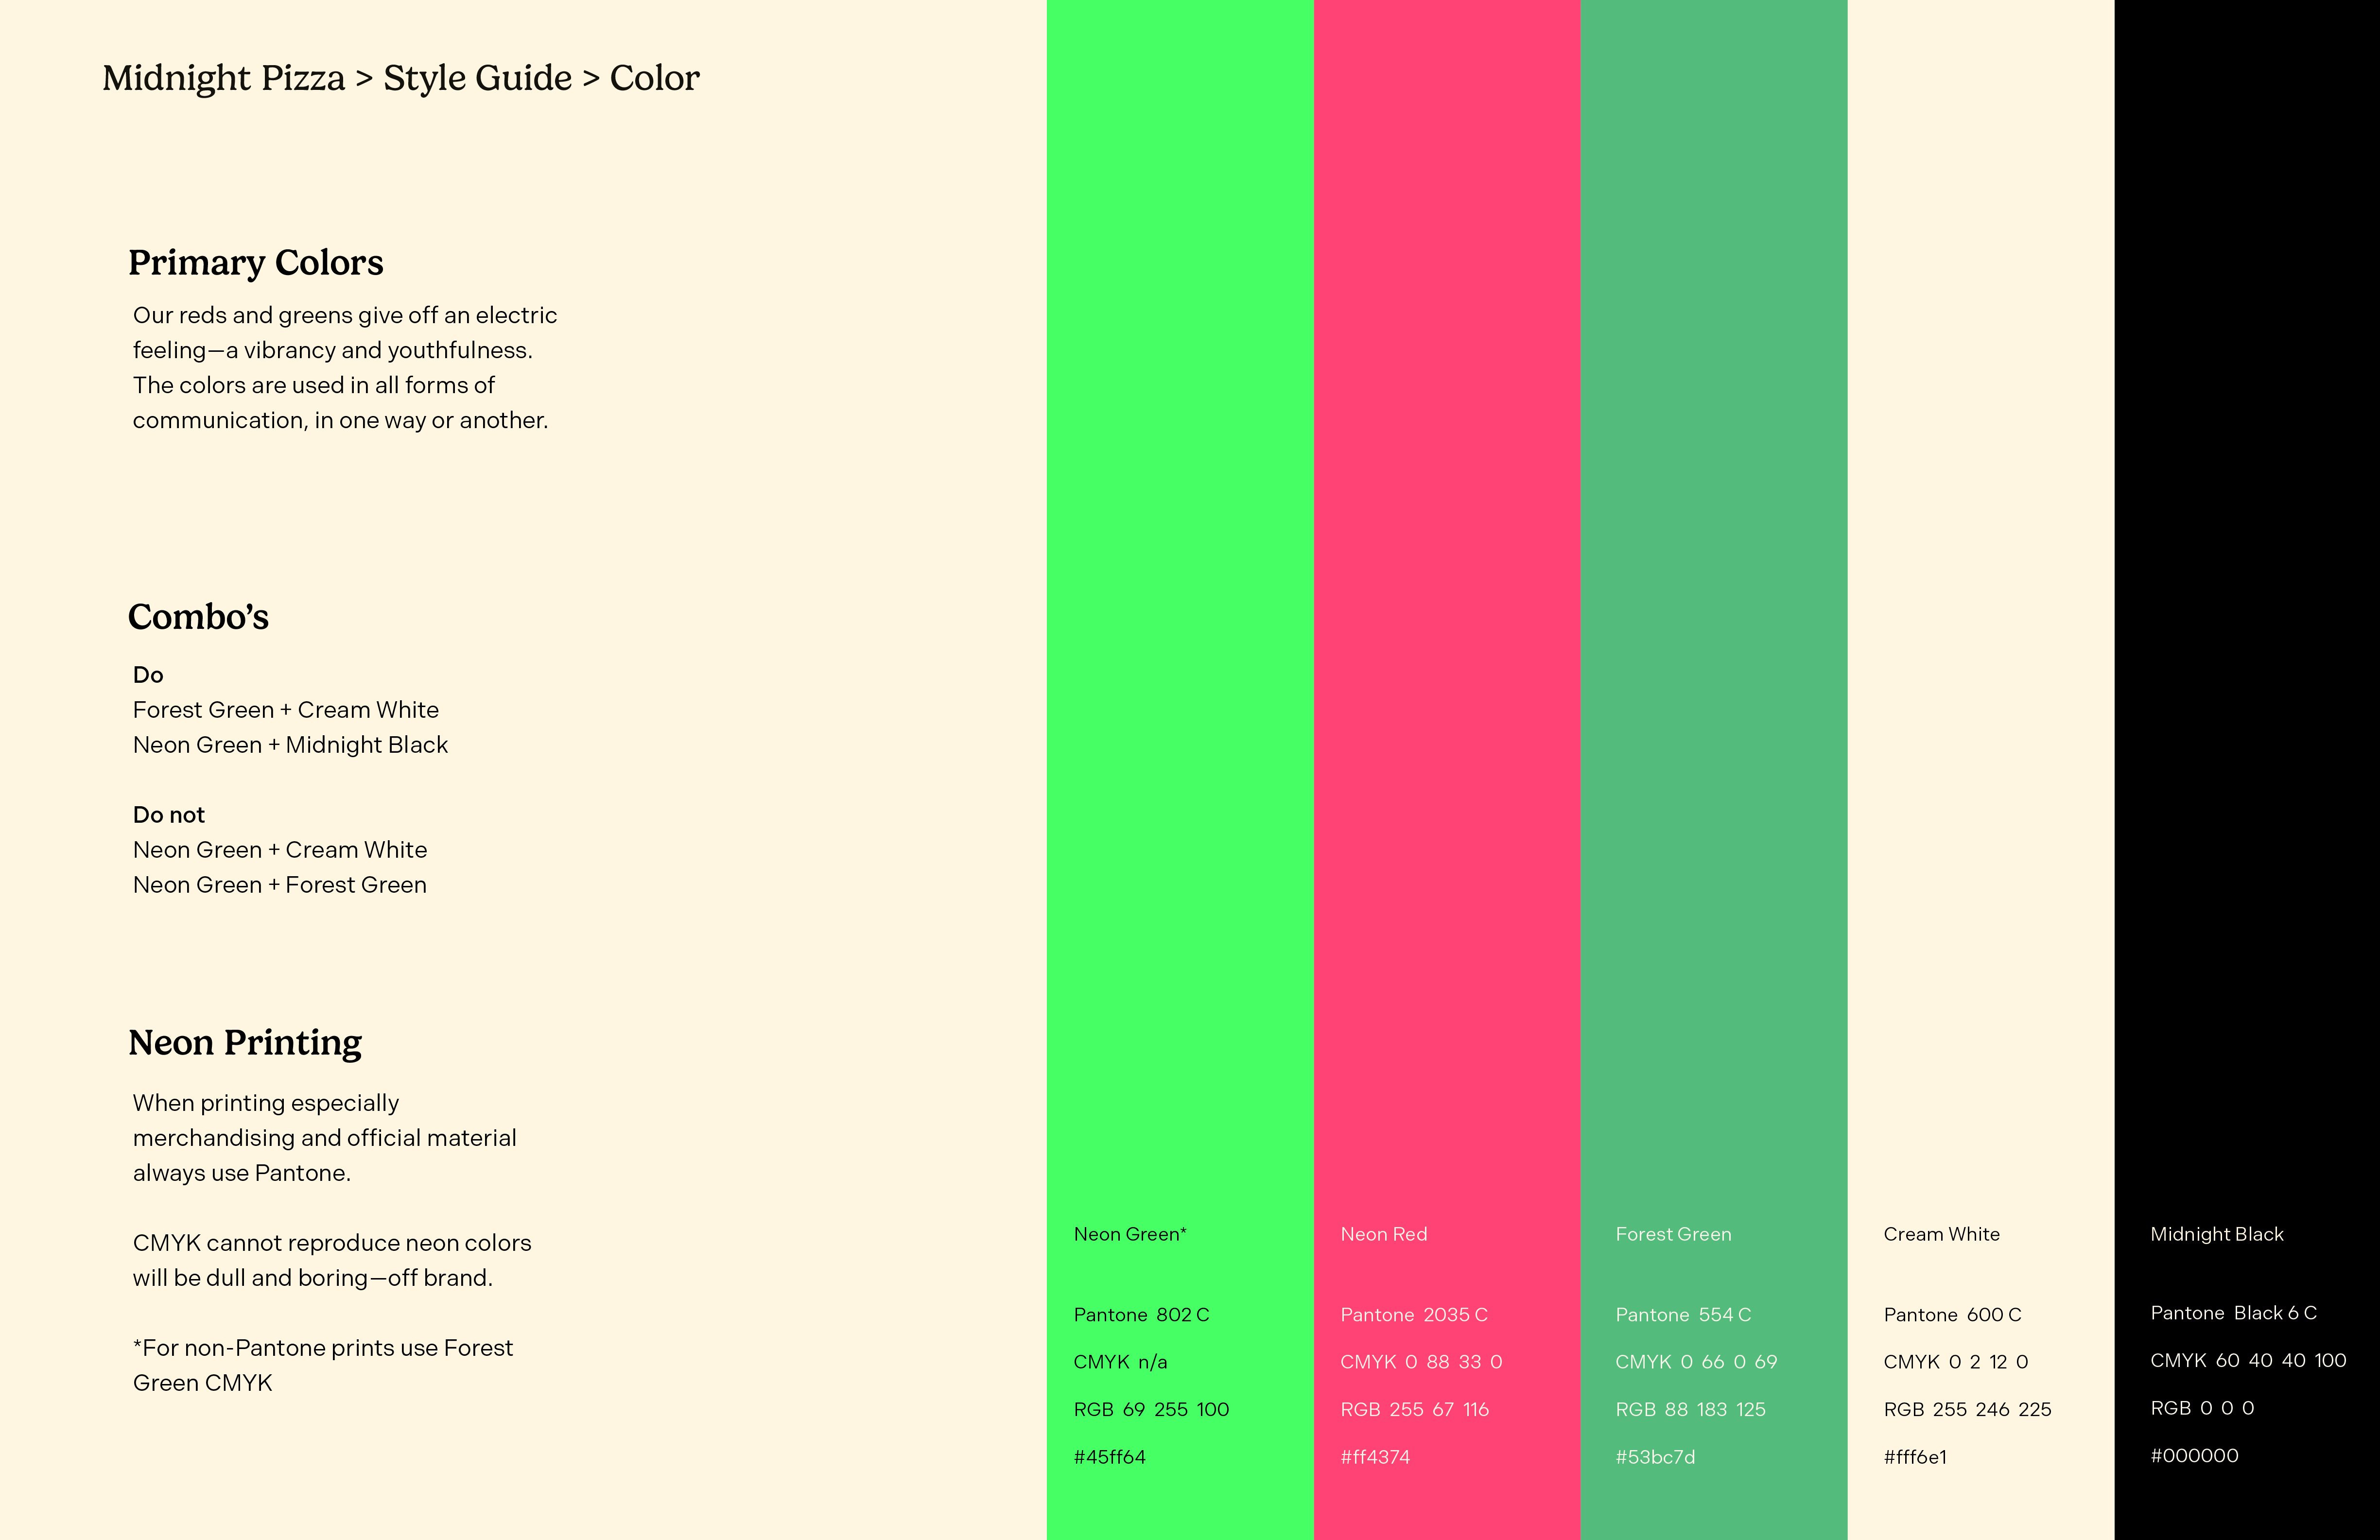 Midnight Pizza > Style Guide > Color
Primary Colors
Our reds and greens give off an electric
feeling—a vibrancy and youthfulness.
The colors are used in all forms of
communication, in one way or another.
Combo’s
Do
Forest Green + Cream White
Neon Green + Midnight Black
Do not
Neon Green + Cream White
Neon Green + Forest Green
Neon Printing
When printing especially
merchandising and official material
always use Pantone.
CMYK cannot reproduce neon colors
will be dull and boring—off brand.
*For non-Pantone prints use Forest
Green CMYK
Neon Green*
Pantone 802 C
CMYK n/a
RGB 69 255 100
#45ff64
Neon Red
Pantone 2035 C
CMYK 0 88 33 0
RGB 255 67 116
#ff4374
Forest Green
Pantone 554 C
CMYK 0 66 0 69
RGB 88 183 125
#53bc7d
Cream White
Pantone 600 C
CMYK 0 2 12 0
RGB 255 246 225
#fff6e1
Midnight Black
Pantone Black 6 C
CMYK 60 40 40 100
RGB 0 0 0
#000000